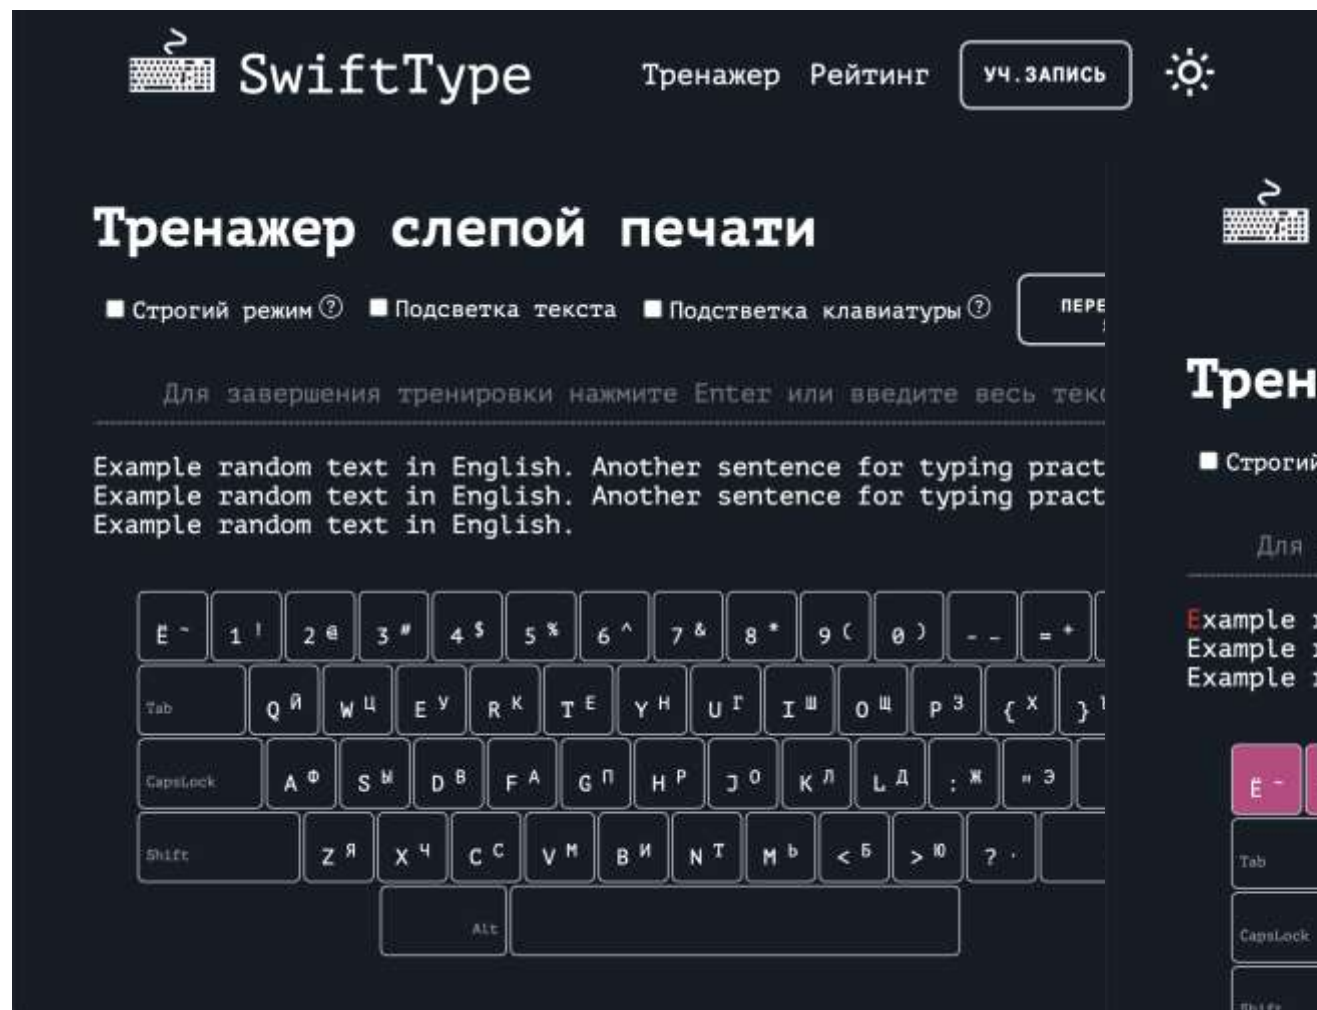 SwiftType
Тренажер Рейтинг УЧ.ЗАПИСЬ
Тренажер слепой печати
Строгий режим ? Подсветка текста Подстветка клавиатуры ? ПЕРЕ
Для завершения тренировки нажмите Enter или введите весь текс
Example random text in English. Another sentence for typing pract
Example random text in English. Another sentence for typing pract
Example random text in English.
Ё ~ 1 ! 2 @ 3 # 4 $ 5 % 6 ^ 7 & 8 * 9 ( 0 ) - _ = +
Tab Q Й W Ц E У R К T Е Y Н U Г I Ш O Щ P З { Х }
CapsLock A Ф S Ы D В F А G П H Р J О K Л L Д : Ж " Э
Shift Z Я X Ч C С V М B И N Т M Ь < Б > Ю ? .
Alt
Трен
Строгий
Для
Example
Example
Example
Ё ~
Tab
CapsLock
Shift